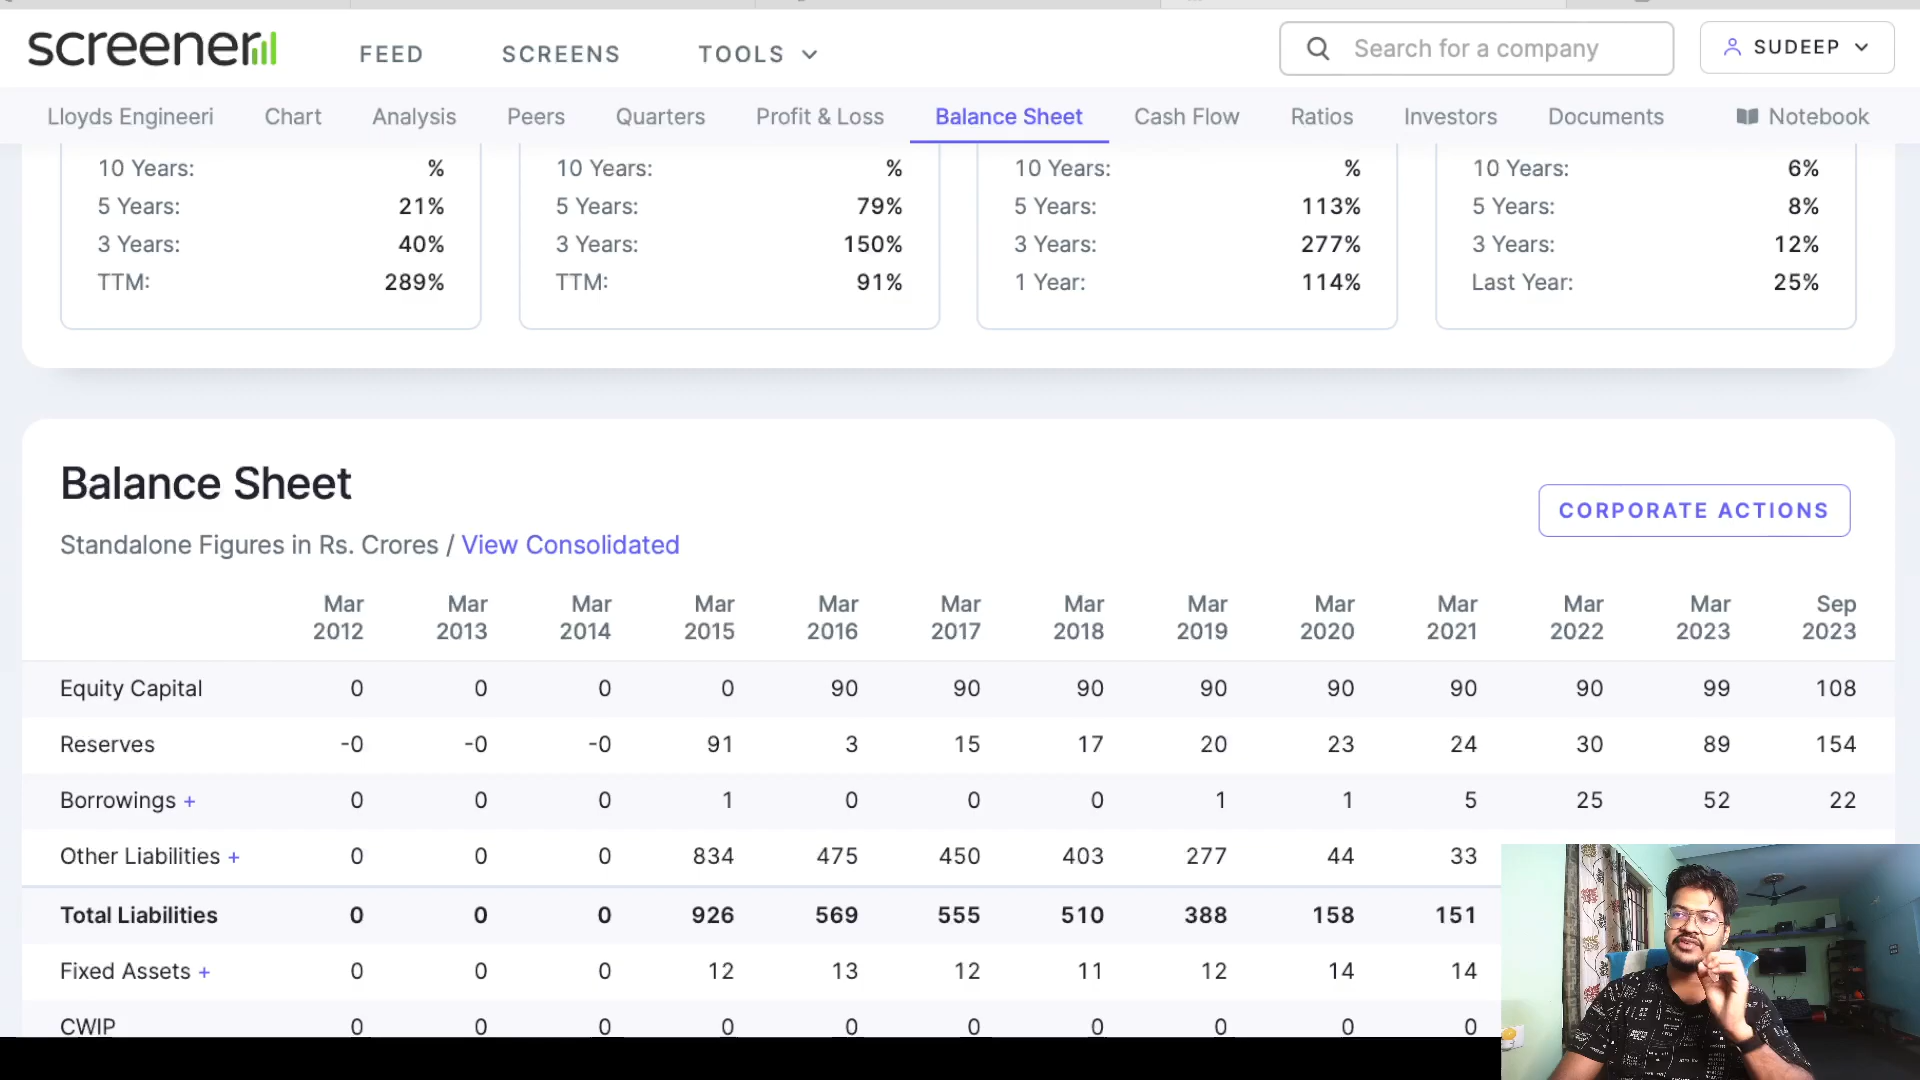 screener
FEED SCREENS TOOLS
Search for a company
SUDEEP
Lloyds Engineeri Chart Analysis Peers Quarters Profit & Loss Balance Sheet Cash Flow Ratios Investors Documents Notebook
10 Years: % 10 Years: % 10 Years: % 10 Years: 6%
5 Years: 21% 5 Years: 79% 5 Years: 113% 5 Years: 8%
3 Years: 40% 3 Years: 150% 3 Years: 277% 3 Years: 12%
TTM: 289% TTM: 91% 1 Year: 114% Last Year: 25%
Balance Sheet
CORPORATE ACTIONS
Standalone Figures in Rs. Crores / View Consolidated
Mar Mar Mar Mar Mar Mar Mar Mar Mar Mar Mar Mar Sep
2012 2013 2014 2015 2016 2017 2018 2019 2020 2021 2022 2023 2023
Equity Capital 0 0 0 0 90 90 90 90 90 90 90 99 108
Reserves -0 -0 -0 91 3 15 17 20 23 24 30 89 154
Borrowings + 0 0 0 1 0 0 0 1 1 5 25 52 22
Other Liabilities + 0 0 0 834 475 450 403 277 44 33
Total Liabilities 0 0 0 926 569 555 510 388 158 151
Fixed Assets + 0 0 0 12 13 12 11 12 14 14
CWIP 0 0 0 0 0 0 0 0 0 0